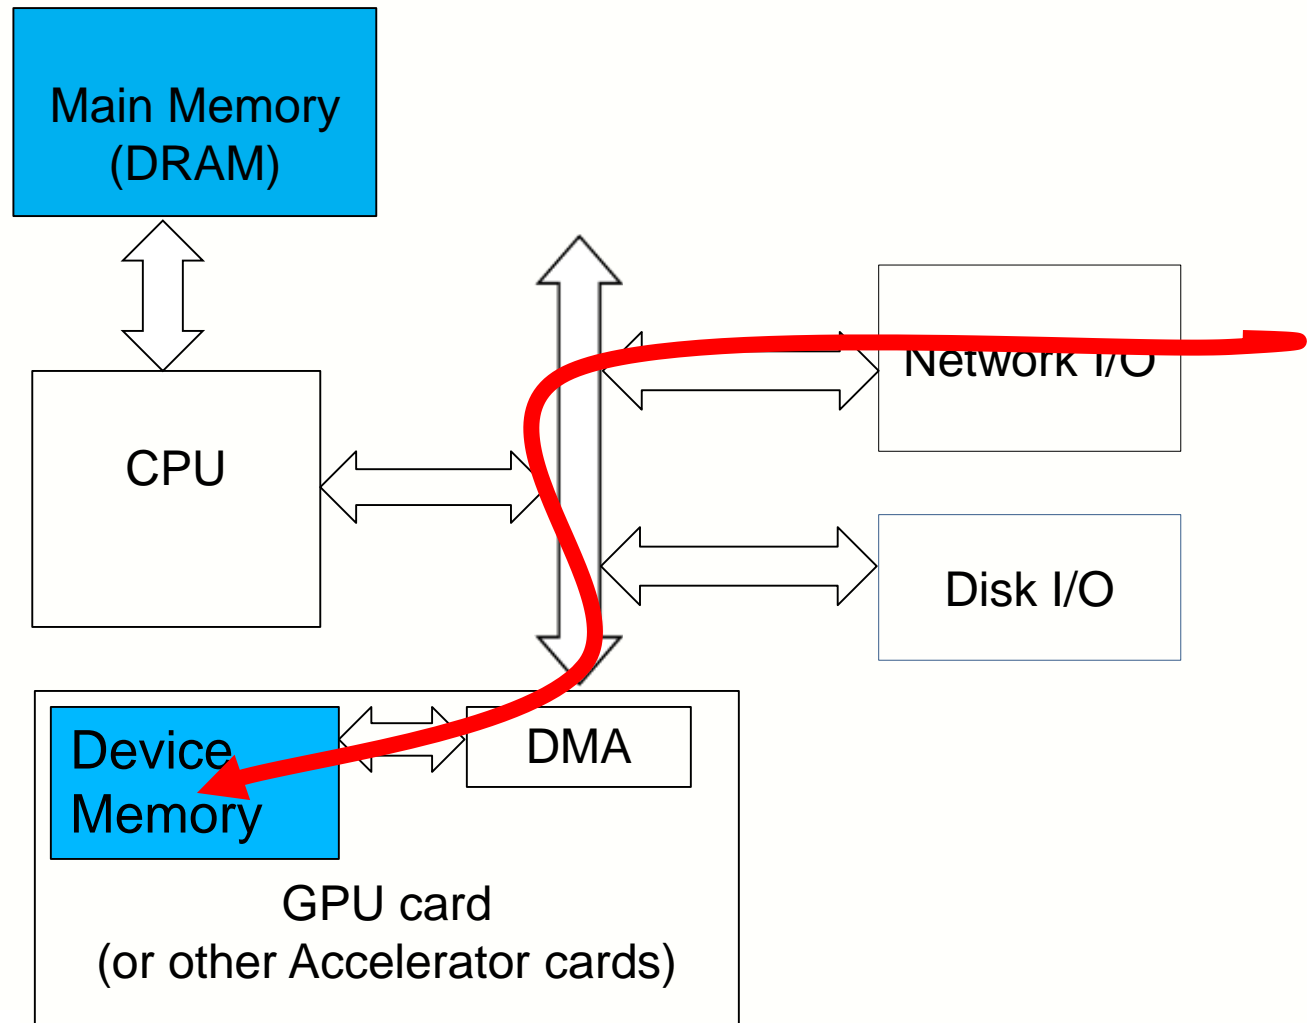 Main Memory
(DRAM)
CPU
Network I/O
Disk I/O
Device
Memory
DMA
GPU card
(or other Accelerator cards)